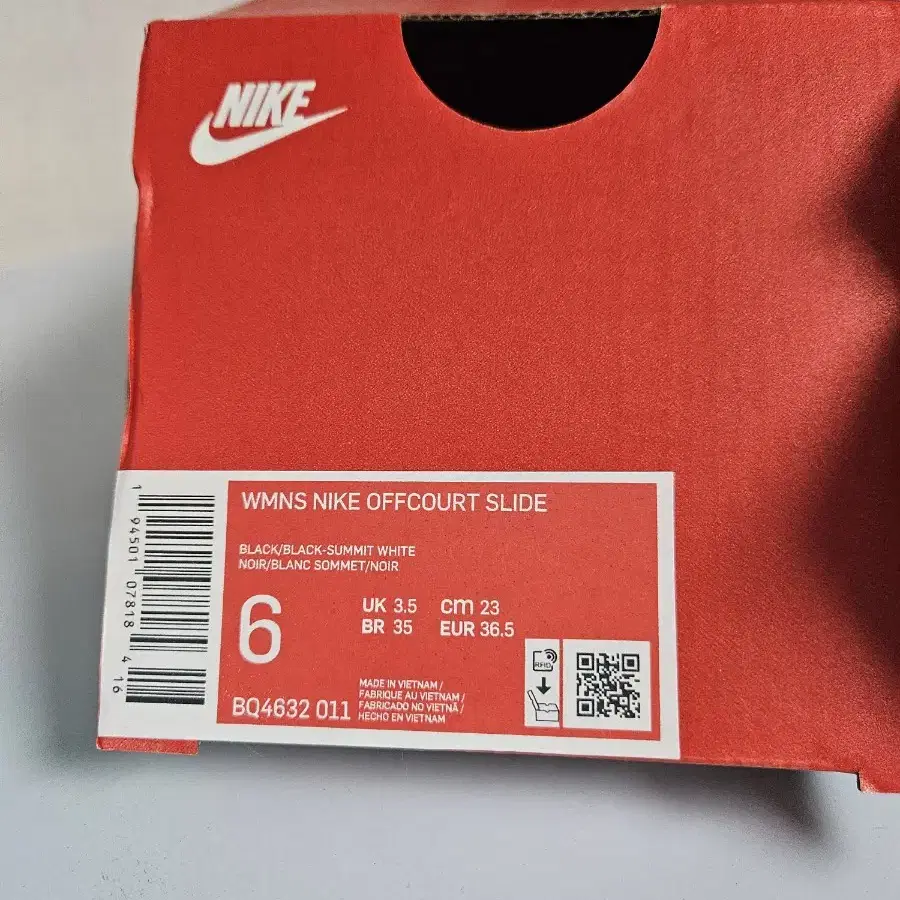 NIKE
WMNS NIKE OFFCOURT SLIDE
BLACK/BLACK-SUMMIT WHITE
NOIR/BLANC SOMMET/NOIR
6
UK 3.5 cm 23
BR 35 EUR 36.5
BQ4632 011
MADE IN VIETNAM /
FABRIQUE AU VIETNAM /
FABRICADO NO VIETNÃ /
HECHO EN VIETNAM
RFID
1 94501 07818 4 16